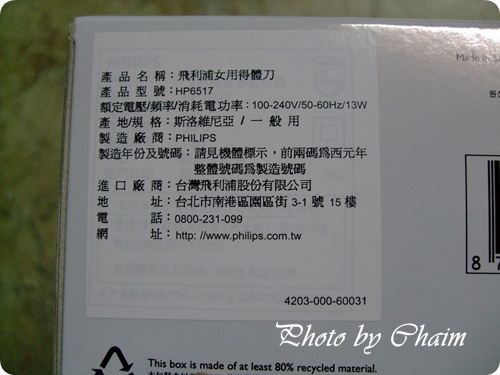 產品名稱：飛利浦女用得體刀
產品型號：HP6517
額定電壓/頻率/消耗電功率：100-240V/50-60Hz/13W
產地/規格：斯洛維尼亞 / 一般用
製造廠商：PHILIPS
製造年份及號碼：請見機體標示，前兩碼為西元年
整體號碼為製造號碼
進口廠商：台灣飛利浦股份有限公司
地址：台北市南港區園區街 3-1 號 15 樓
電話：0800-231-099
網址：http: //www.philips.com.tw
4203-000-60031
Made in
8 7
Photo by Chaim
This box is made of at least 80% recycled material.